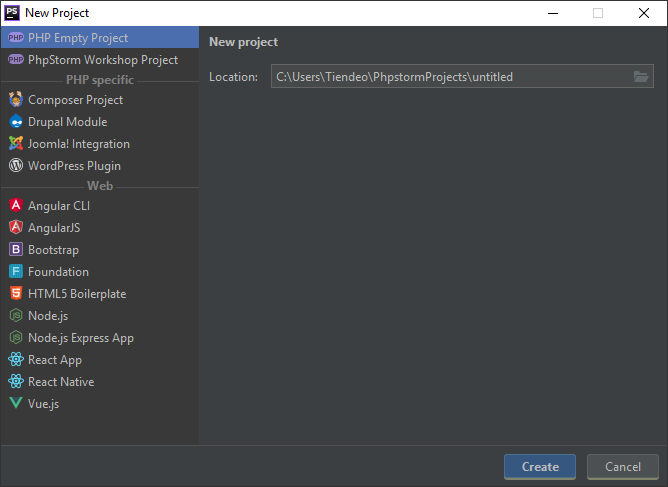 PS
New Project
PHP PHP Empty Project
PHP PhpStorm Workshop Project
PHP specific
Composer Project
Drupal Module
Joomla! Integration
WordPress Plugin
Web
Angular CLI
AngularJS
B Bootstrap
F Foundation
HTML5 Boilerplate
Node.js
Node.js Express App
React App
React Native
Vue.js
New project
Location: C:\Users\Tiendeo\PhpstormProjects\untitled
Create Cancel